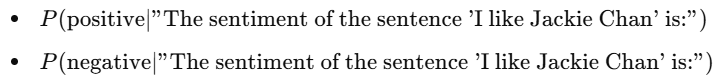 • P(positive|”The sentiment of the sentence ’I like Jackie Chan’ is:”)
• P(negative|”The sentiment of the sentence ’I like Jackie Chan’ is:”)